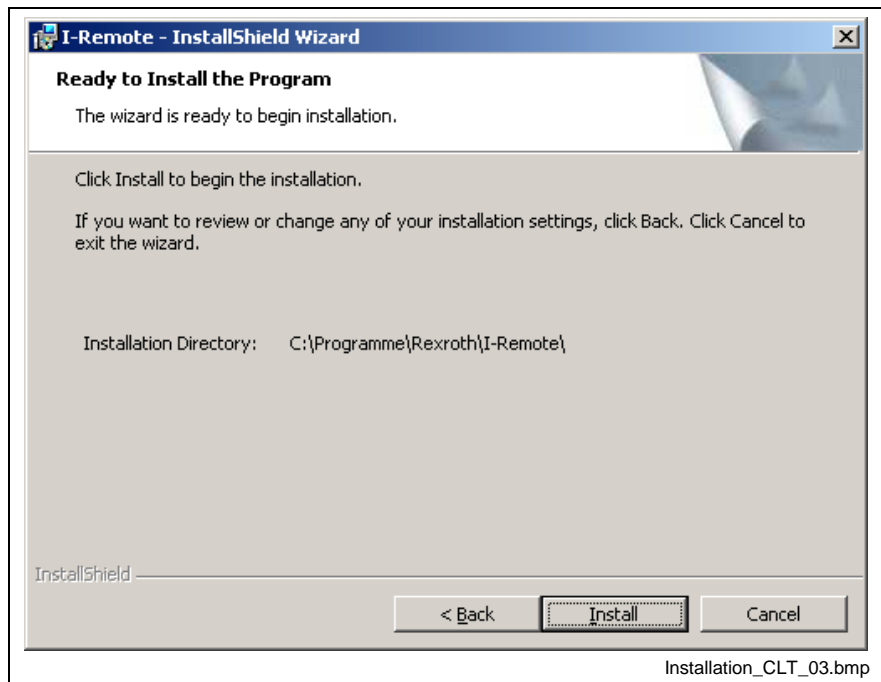 I-Remote - InstallShield Wizard
Ready to Install the Program
The wizard is ready to begin installation.
Click Install to begin the installation.
If you want to review or change any of your installation settings, click Back. Click Cancel to
exit the wizard.
Installation Directory: C:\Programme\Rexroth\I-Remote\
InstallShield
< Back Install Cancel
Installation_CLT_03.bmp